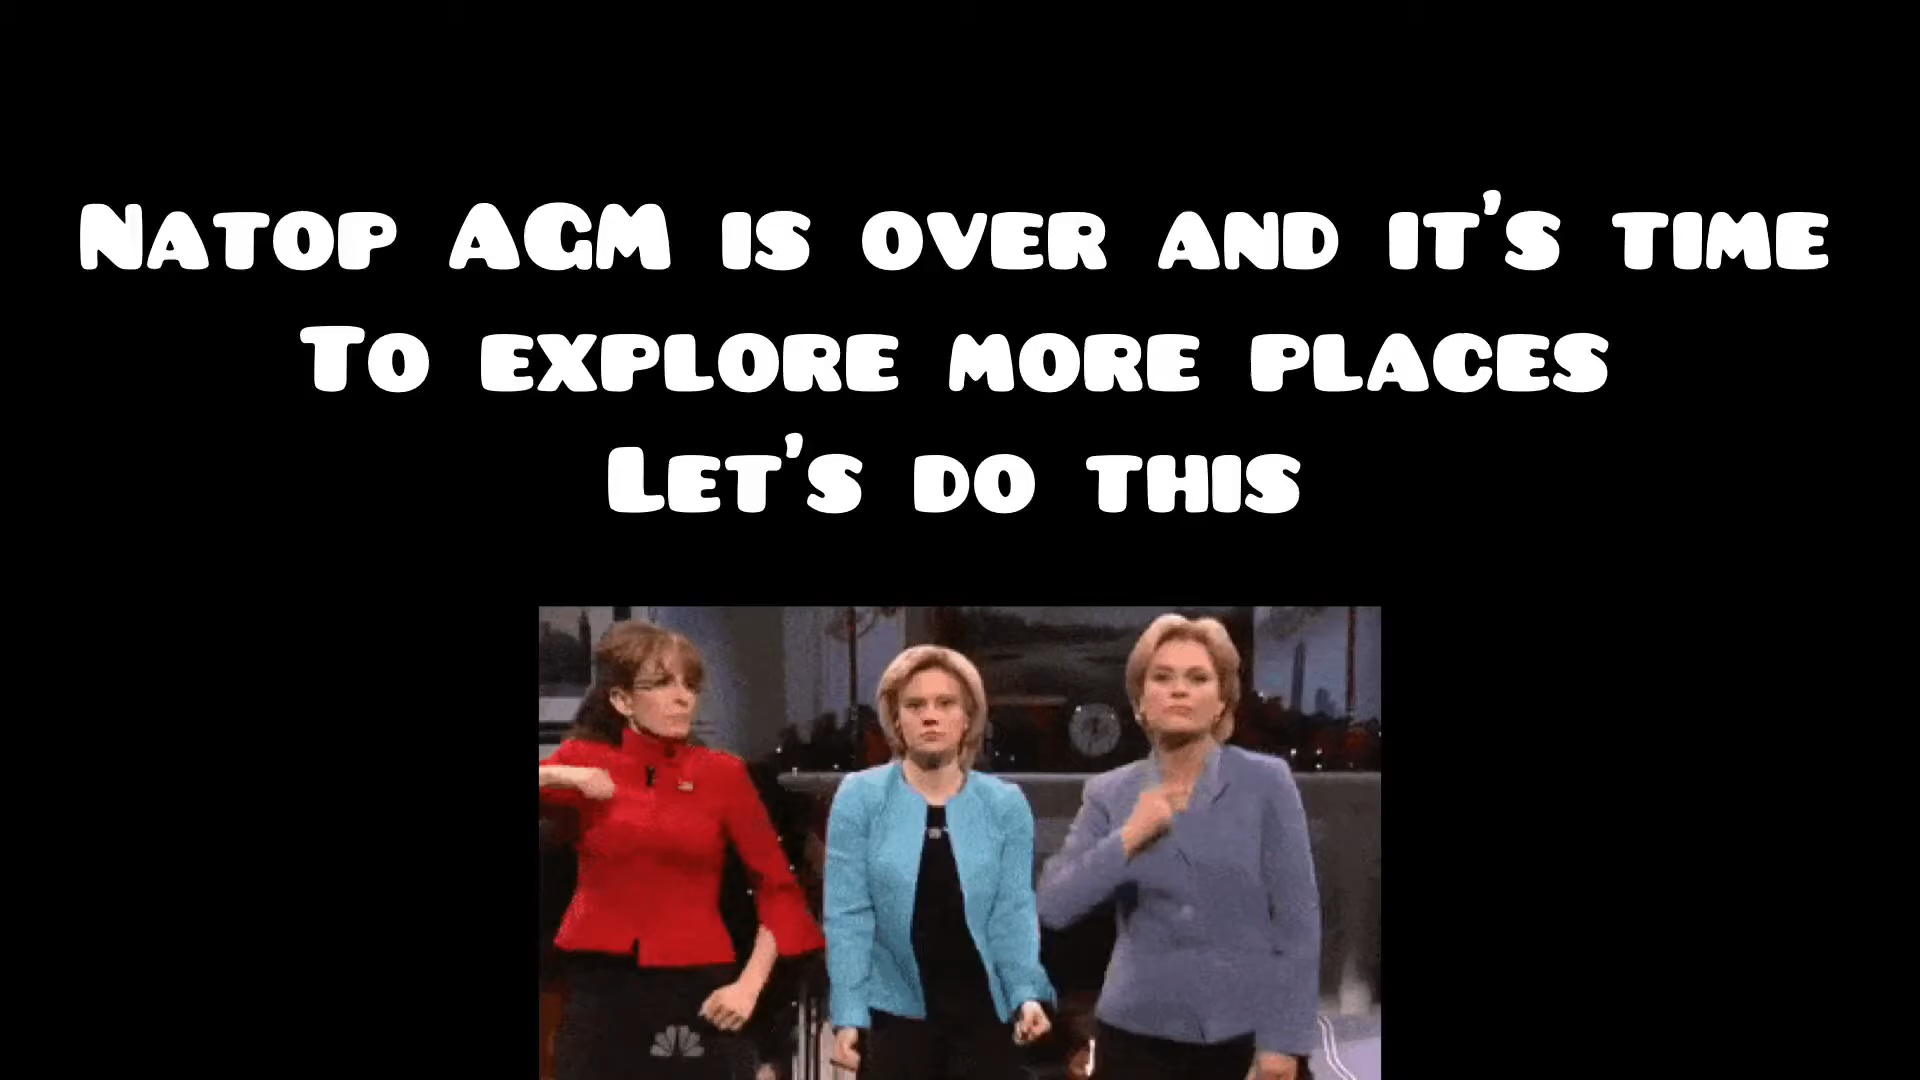 Natop AGM is over and it's time
To explore more places
Let's do this